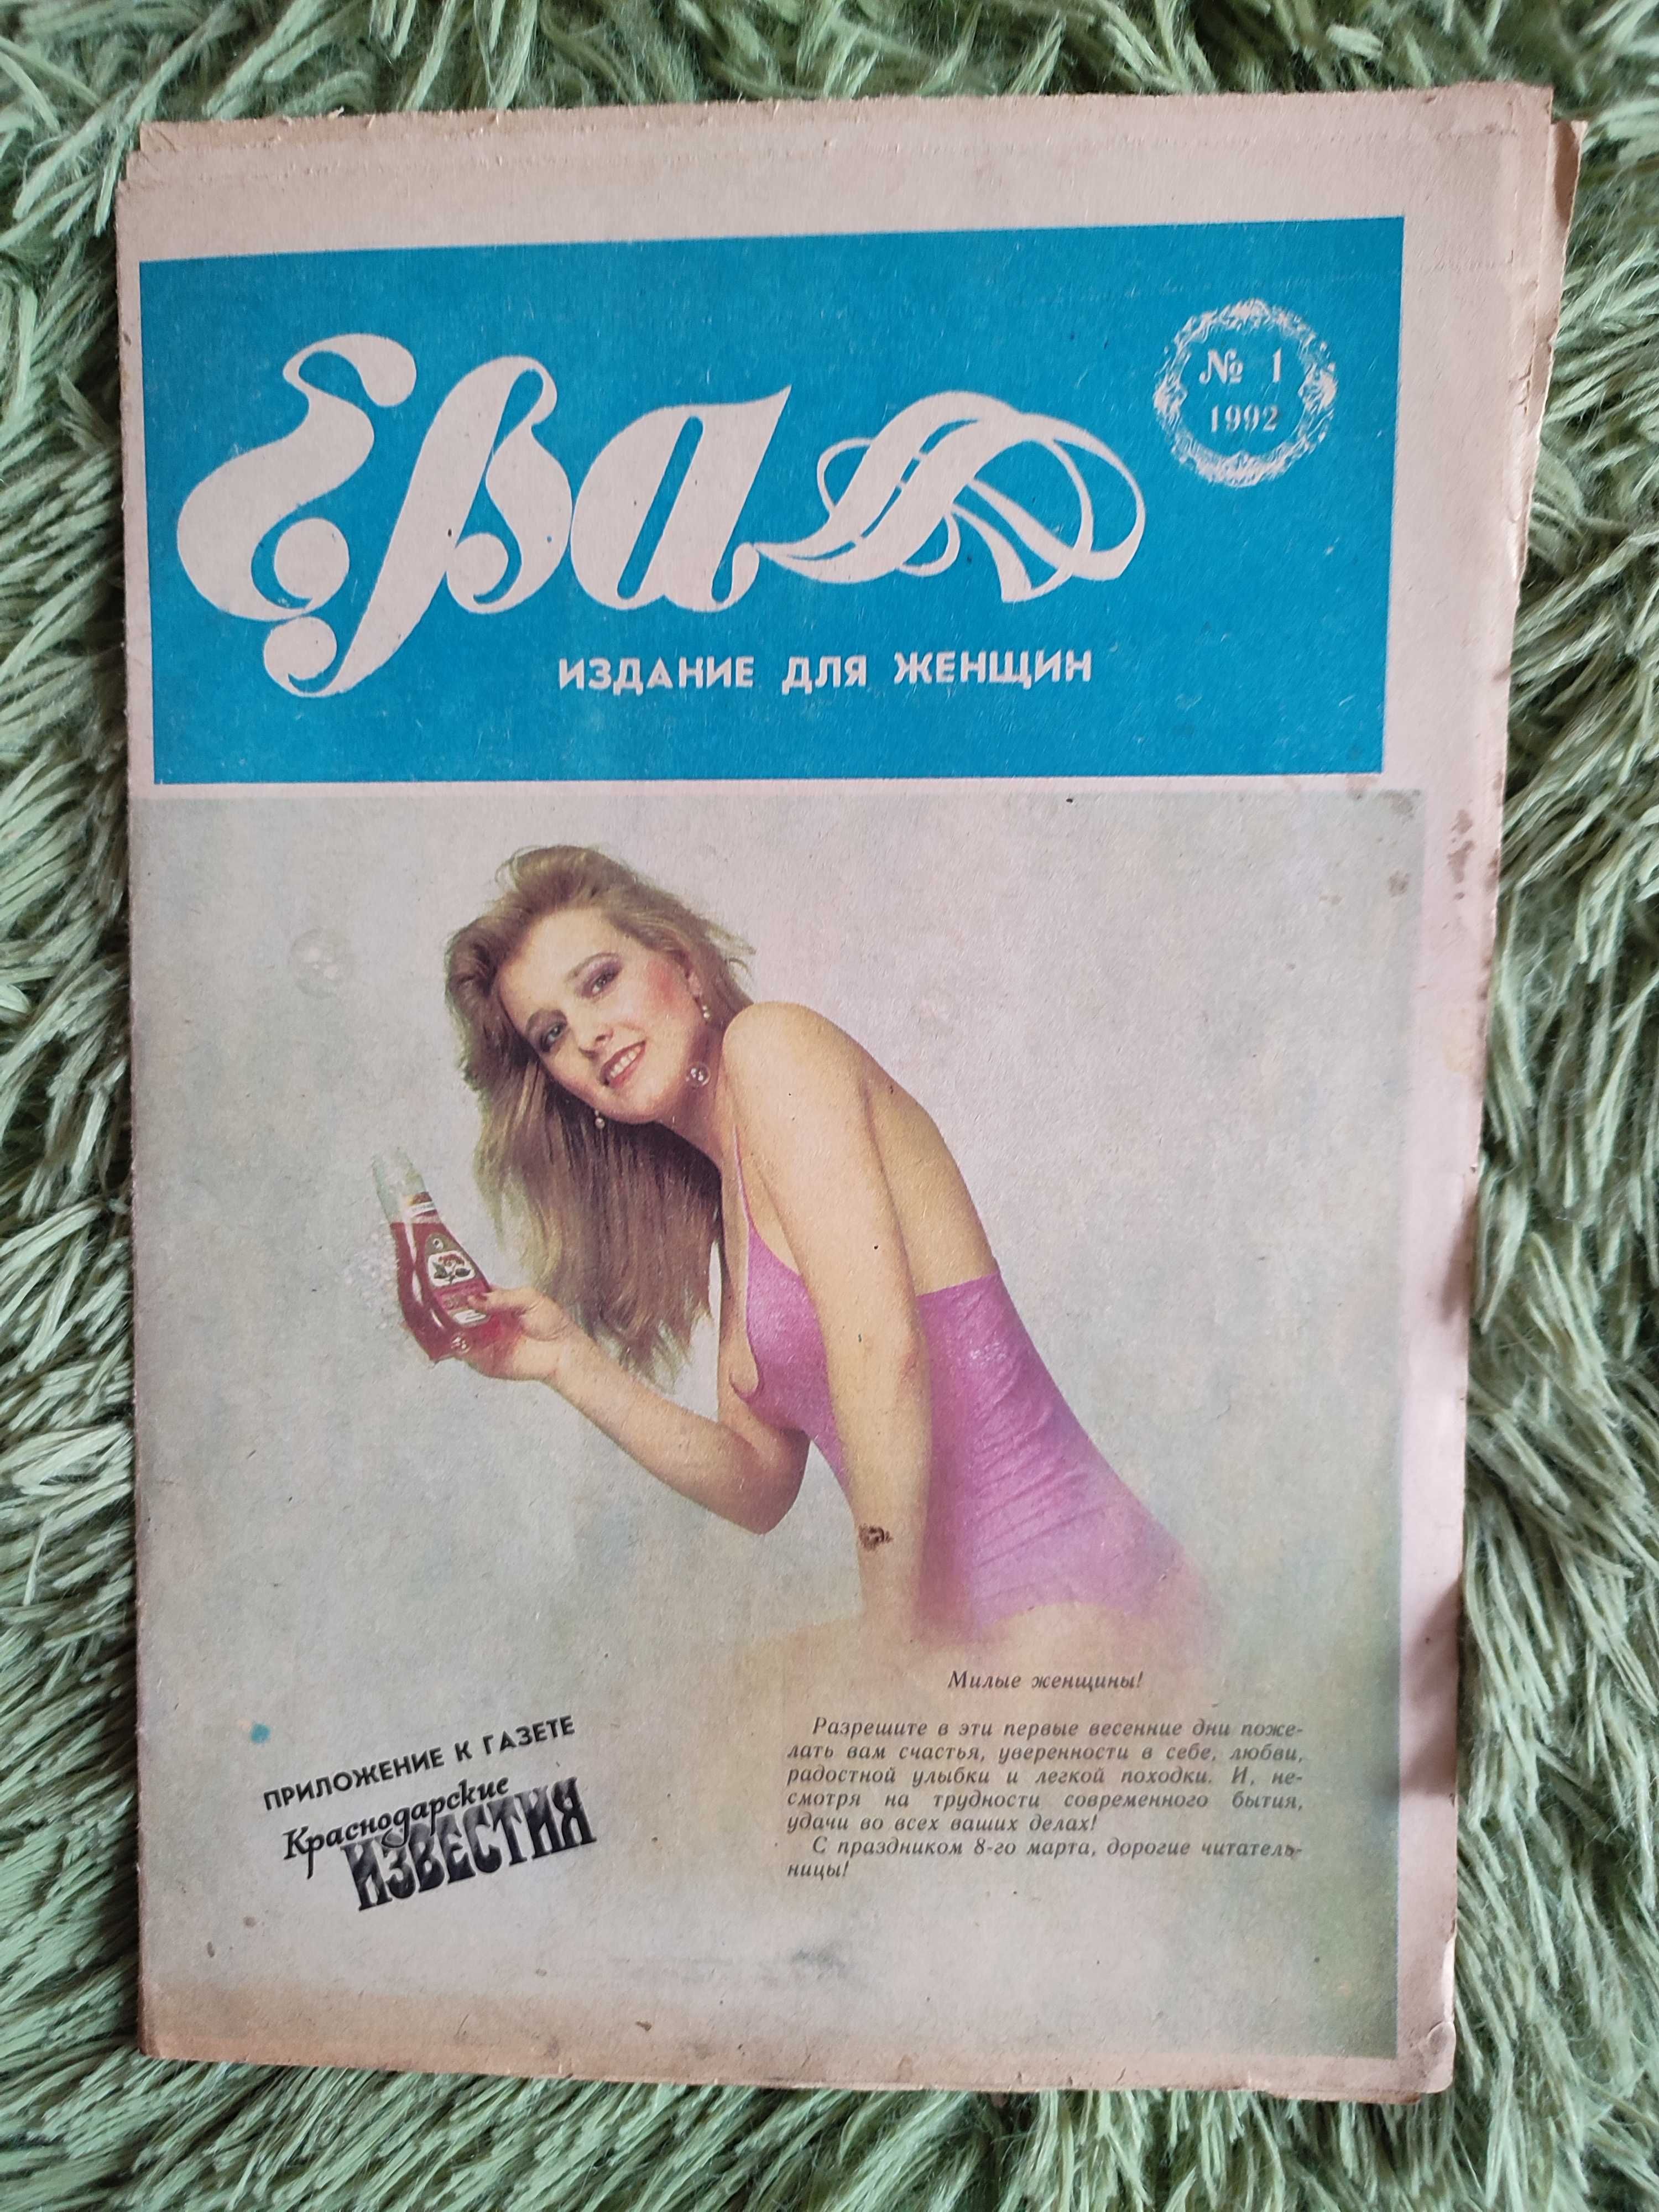 Ева
№ 1
1992
ИЗДАНИЕ ДЛЯ ЖЕНЩИН
ПРИЛОЖЕНИЕ К ГАЗЕТЕ
Краснодарские
ИЗВЕСТИЯ
Милые женщины!
Разрешите в эти первые весенние дни поже-
лать вам счастья, уверенности в себе, любви,
радостной улыбки и легкой походки. И, не-
смотря на трудности современного бытия,
удачи во всех ваших делах!
С праздником 8-го марта, дорогие читатель-
ницы!